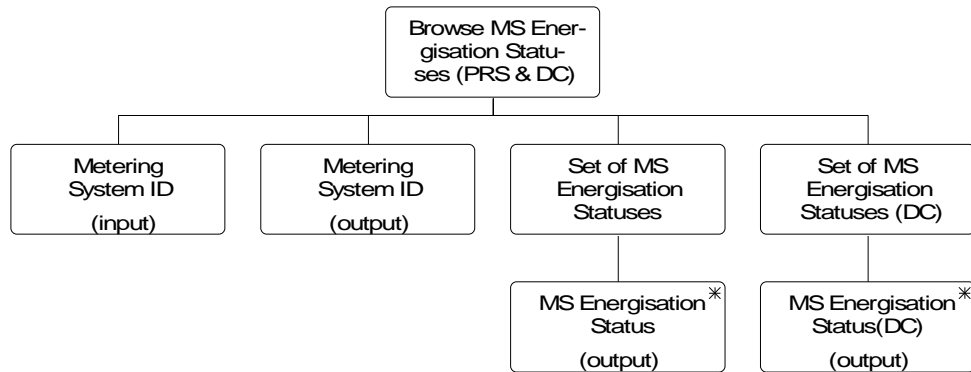 Browse MS Ener-
gisation Statu-
ses (PRS & DC)
Metering
System ID
(input)
Metering
System ID
(output)
Set of MS
Energisation
Statuses
Set of MS
Energisation
Statuses (DC)
MS Energisation *
Status
(output)
MS Energisation *
Status(DC)
(output)